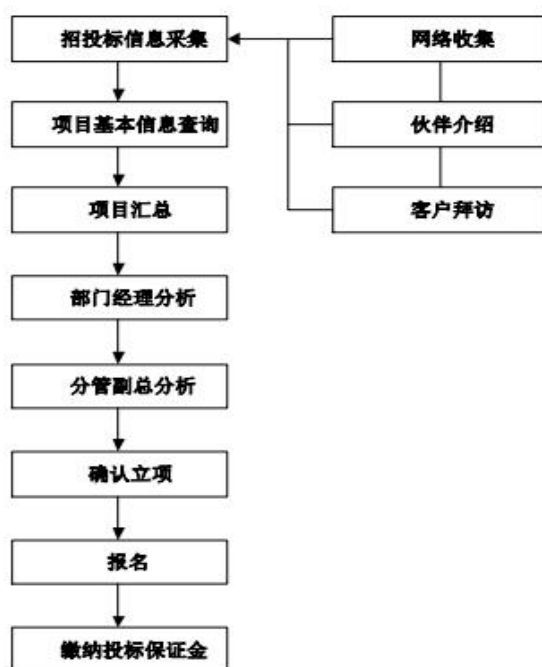 招投标信息采集
网络收集
项目基本信息查询
伙伴介绍
项目汇总
客户拜访
部门经理分析
分管副总分析
确认立项
报名
缴纳投标保证金